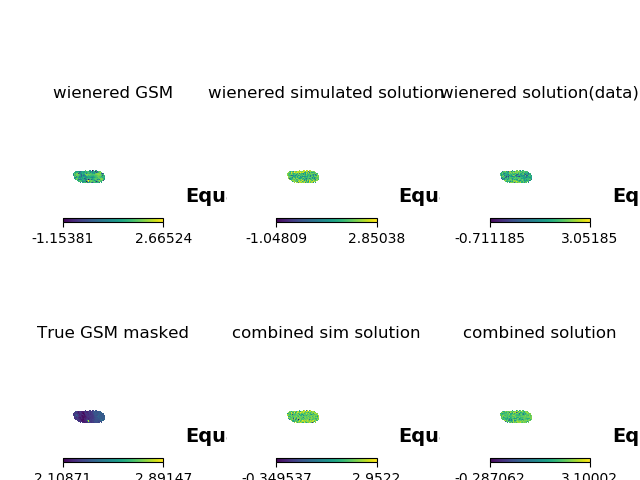 wienered GSM wienered simulated solution wienered solution(data)
Equ Equ Eq
-1.15381 2.66524 -1.04809 2.85038 -0.711185 3.05185
True GSM masked combined sim solution combined solution
Equ Equ Eq
2.10871 2.89147 -0.349537 2.9522 -0.287062 3.10002